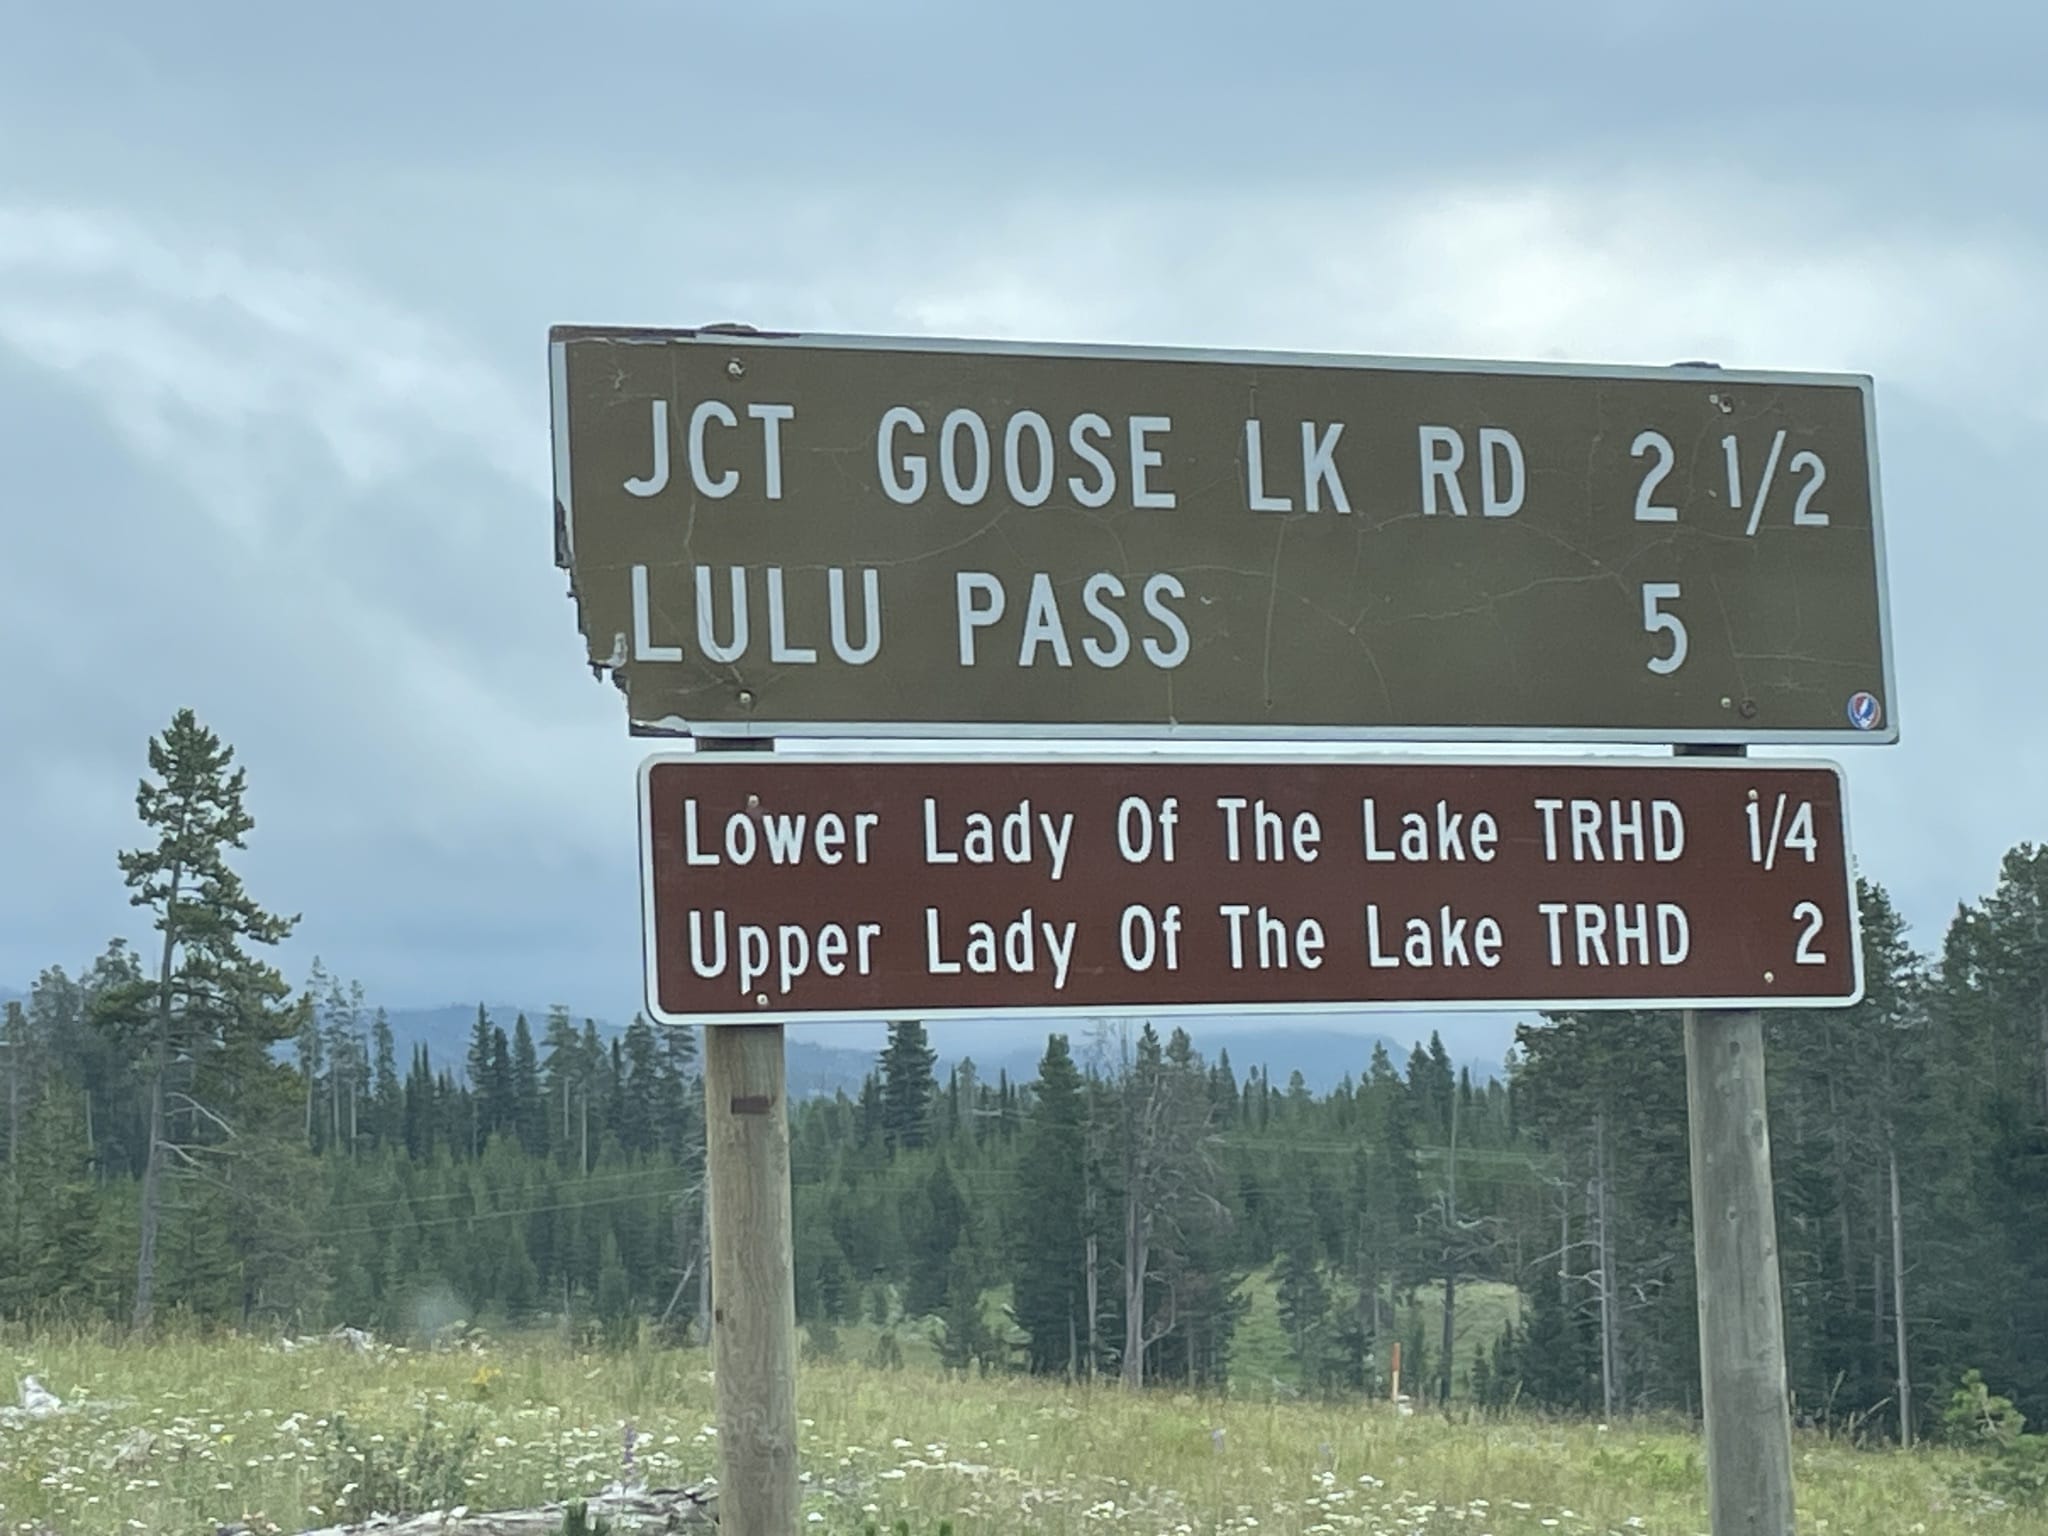 JCT GOOSE LK RD 2 1/2
LULU PASS 5
Lower Lady Of The Lake TRHD 1/4
Upper Lady Of The Lake TRHD 2